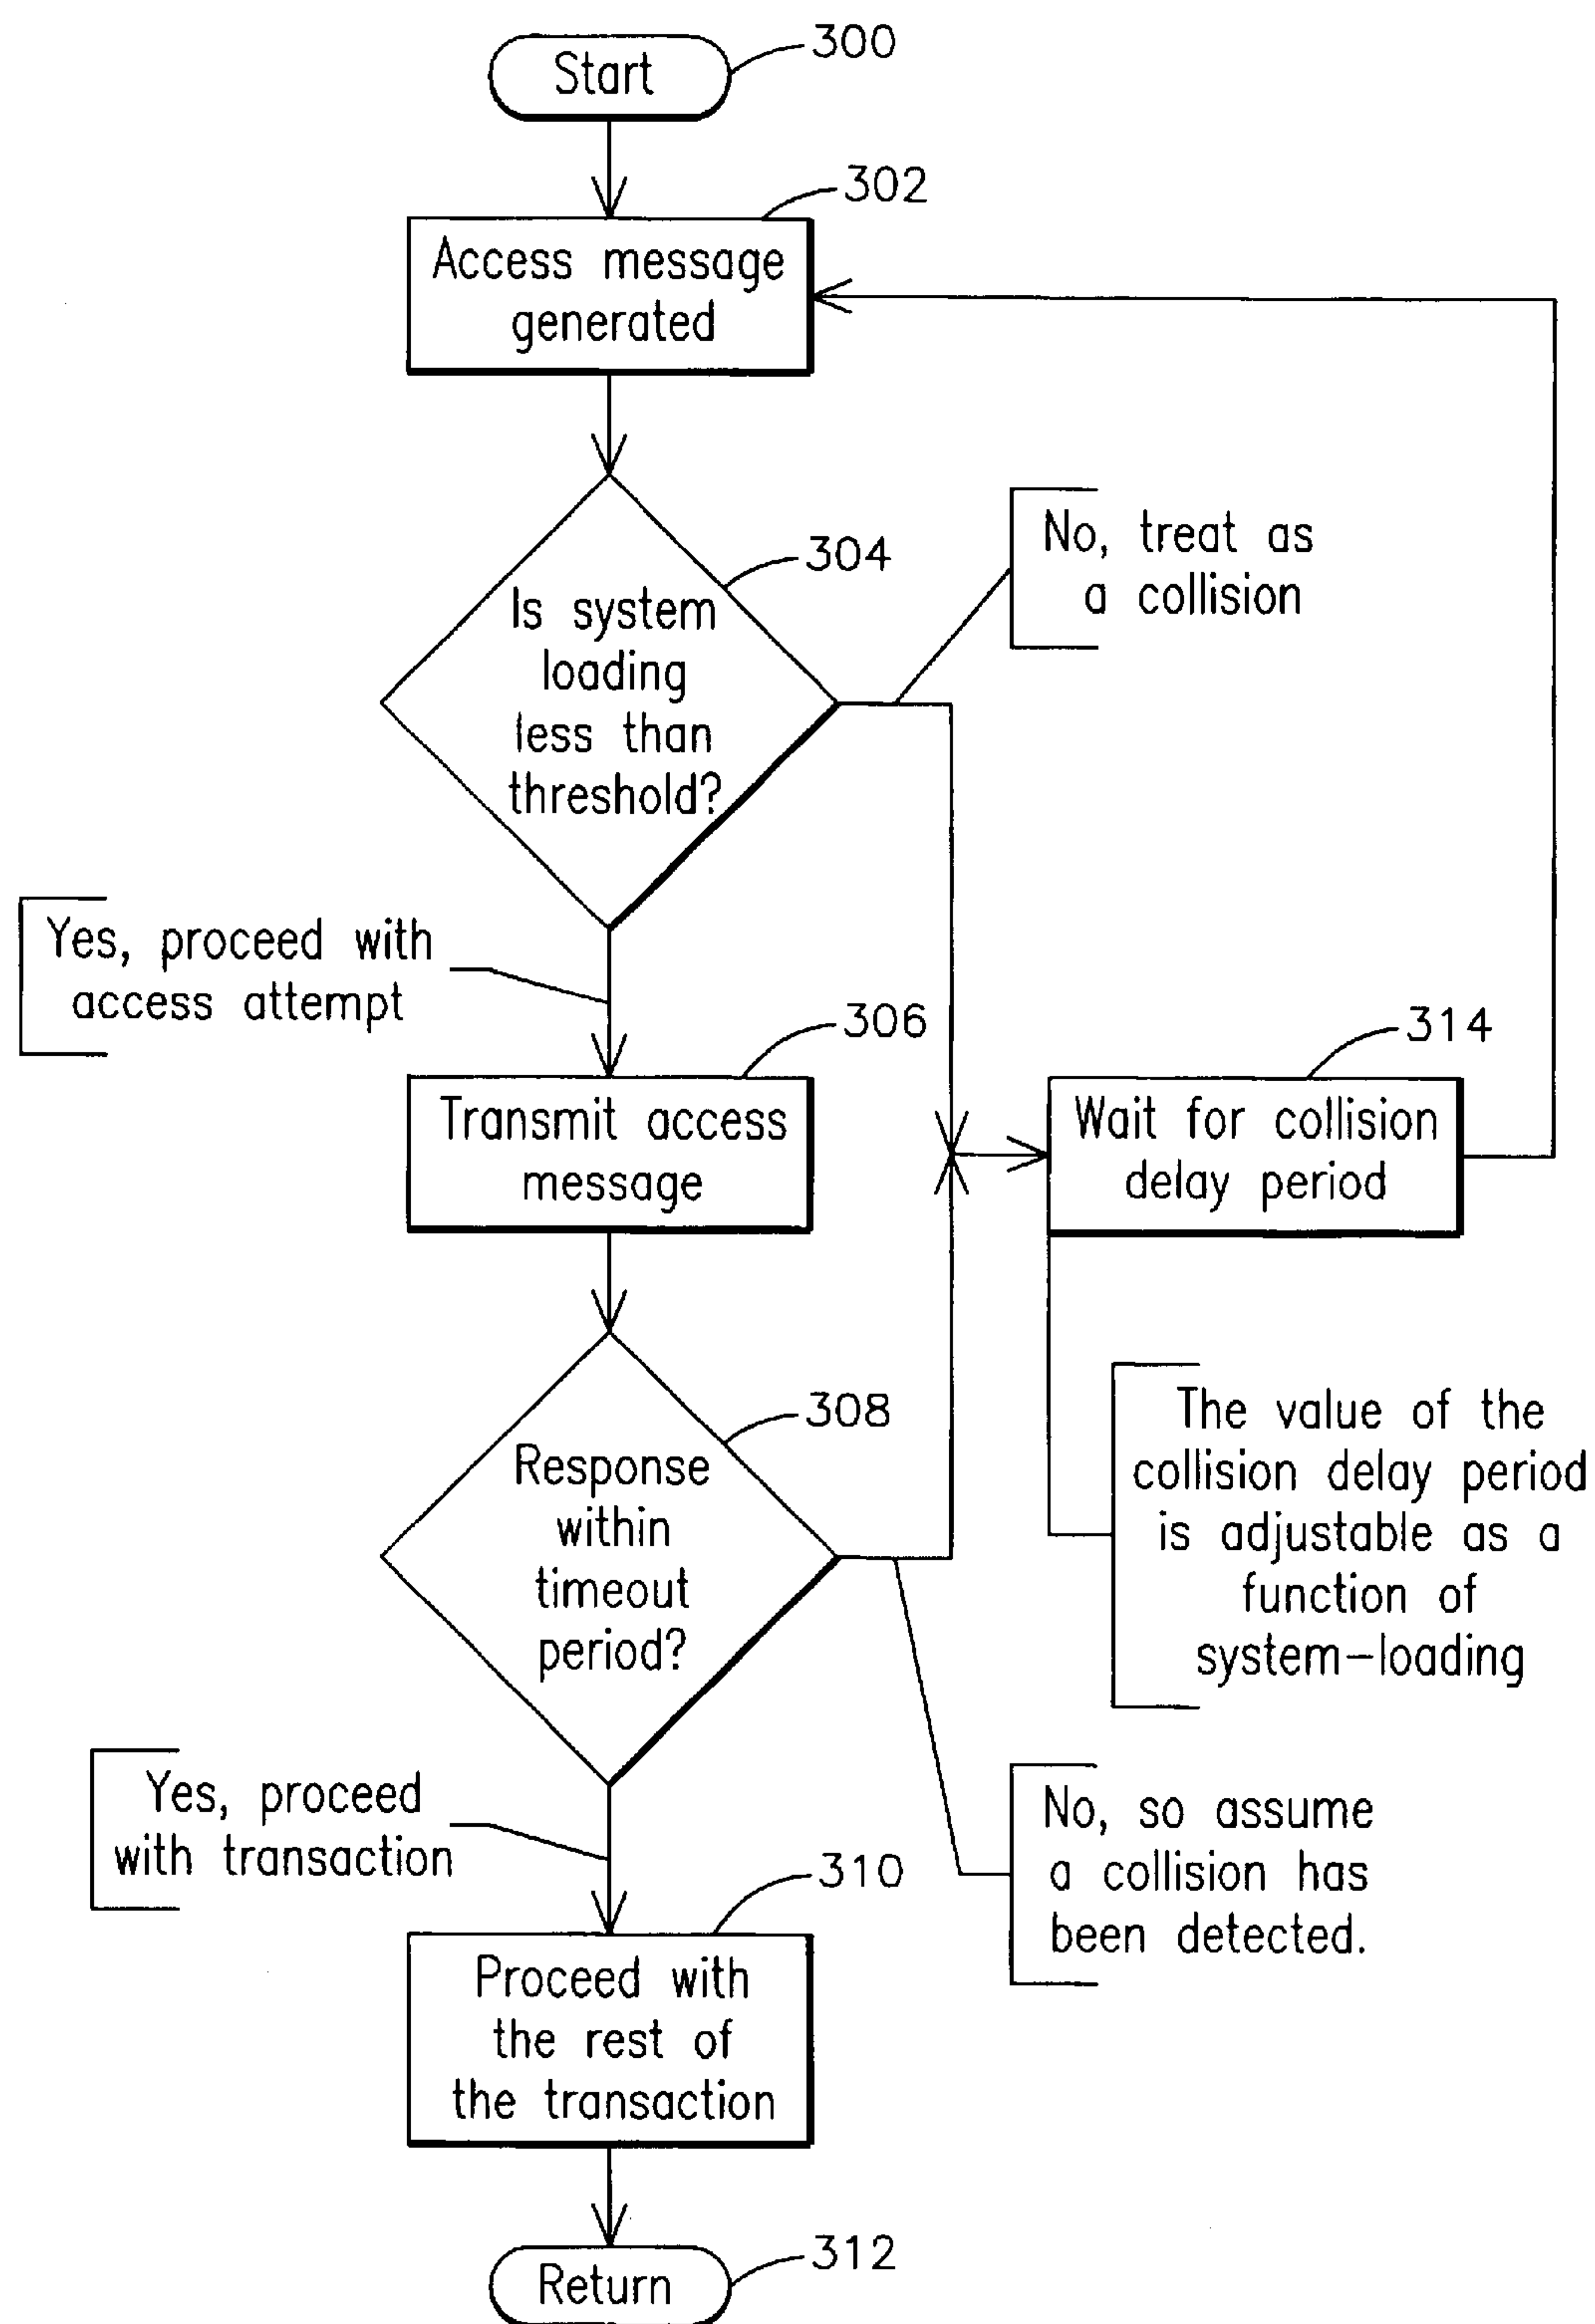 Start
300
302
Access message
generated
304
Is system
loading
less than
threshold?
No, treat as
a collision
Yes, proceed with
access attempt
306
Transmit access
message
314
Wait for collision
delay period
308
Response
within
timeout
period?
The value of the
collision delay period
is adjustable as a
function of
system-loading
Yes, proceed
with transaction
No, so assume
a collision has
been detected.
310
Proceed with
the rest of
the transaction
312
Return